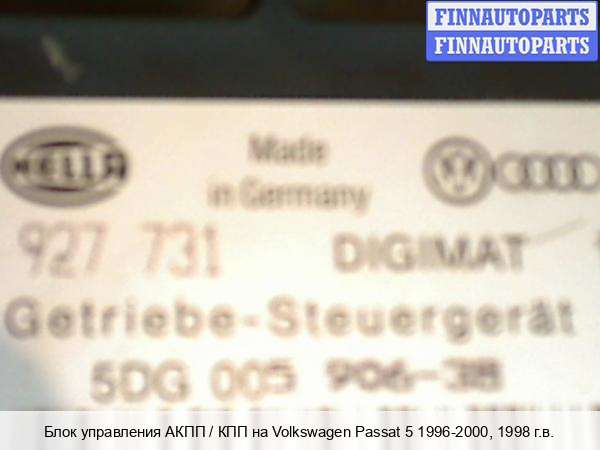 FINNAUTOPARTS
FINNAUTOPARTS
HELLA
Made
in Germany
927 731 DIGIMAT
Getriebe-Steuergerät
5DG 005 906-38
Блок управления АКПП / КПП на Volkswagen Passat 5 1996-2000, 1998 г.в.